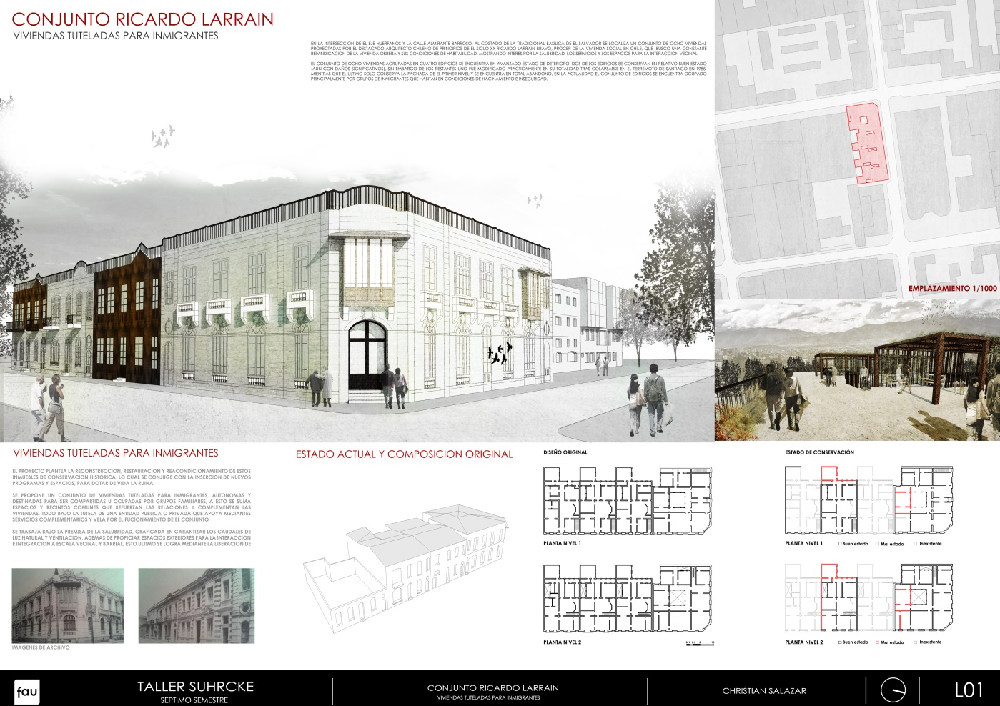 CONJUNTO RICARDO LARRAIN
VIVIENDAS TUTELADAS PARA INMIGRANTES
EN LA INTERSECCION DE EL EJE HUERFANOS Y LA CALLE ALMIRANTE BARROSO, AL COSTADO DE LA TRADICIONAL BASILICA DE EL SALVADOR SE LOCALIZA UN CONJUNTO DE OCHO VIVIENDAS
PROYECTADAS POR EL DESTACADO ARQUITECTO CHILENO DE PRINCIPIOS DE EL SIGLO XX RICARDO LARRAIN BRAVO, PROCER DE LA VIVIENDA SOCIAL EN CHILE, QUE BUSCO UNA CONSTANTE
REIVINDICACION DE LA VIVIENDA OBRERA Y SUS CONDICIONES DE HABITABILIDAD, MOSTRANDO INTERES POR LA SALUBRIDAD, LOS SERVICIOS Y LOS ESPACIOS PARA LA INTERACCION VECINAL.
EL CONJUNTO DE OCHO VIVIENDAS AGRUPADAS EN CUATRO EDIFICIOS SE ENCUENTRA EN AVANZADO ESTADO DE DETERIORO, DOS DE LOS EDIFICIOS SE CONSERVAN EN RELATIVO BUEN ESTADO
(AUN CON DAÑOS SIGNIFICATIVOS), SIN EMBARGO DE LOS RESTANTES UNO FUE MODIFICADO PRACTICAMENTE EN SU TOTALIDAD TRAS COLAPSARSE EN EL TERREMOTO DE SANTIAGO EN 1985,
MIENTRAS QUE EL ULTIMO SOLO CONSERVA LA FACHADA DE EL PRIMER NIVEL Y SE ENCUENTRA EN TOTAL ABANDONO, EN LA ACTUALIDAD EL CONJUNTO DE EDIFICIOS SE ENCUENTRA OCUPADO
PRINCIPALMENTE POR GRUPOS DE INMIGRANTES QUE HABITAN EN CONDICIONES DE HACINAMIENTO E INSEGURIDAD.
EMPLAZAMIENTO 1/1000
VIVIENDAS TUTELADAS PARA INMIGRANTES
EL PROYECTO PLANTEA LA RECONSTRUCCION, RESTAURACION Y REACONDICIONAMIENTO DE ESTOS
INMUEBLES DE CONSERVACION HISTORICA, LO CUAL SE CONJUGE CON LA INSERCION DE NUEVOS
PROGRAMAS Y ESPACIOS, PARA DOTAR DE VIDA LA RUINA.
SE PROPONE UN CONJUNTO DE VIVIENDAS TUTELADAS PARA INMIGRANTES, AUTONOMAS Y
DESTINADAS PARA SER COMPARTIDAS U OCUPADAS POR GRUPOS FAMILIARES, A ESTO SE SUMA
ESPACIOS Y RECINTOS COMUNES QUE REFUERZAN LAS RELACIONES Y COMPLEMENTAN LAS
VIVIENDAS, TODO BAJO LA TUTELA DE UNA ENTIDAD PUBLICA O PRIVADA QUE APOYA MEDIANTES
SERVICIOS COMPLEMENTARIOS Y VELA POR EL FUCIONAMIENTO DE EL CONJUNTO
SE TRABAJA BAJO LA PREMISA DE LA SALUBRIDAD, GRAFICADA EN GARANTIZAR LOS CAUDALES DE
LUZ NATURAL Y VENTILACION, ADEMAS DE PROPICIAR ESPACIOS EXTERIORES PARA LA INTERACCION
E INTEGRACION A ESCALA VECINAL Y BARRIAL, ESTO ULTIMO SE LOGRA MEDIANTE LA LIBERACION DE
IMAGENES DE ARCHIVO
ESTADO ACTUAL Y COMPOSICION ORIGINAL
DISEÑO ORIGINAL
PLANTA NIVEL 1
PLANTA NIVEL 2
ESTADO DE CONSERVACIÓN
PLANTA NIVEL 1 Buen estado Mal estado Inexistente
PLANTA NIVEL 2 Buen estado Mal estado Inexistente
fau
TALLER SUHRCKE
SEPTIMO SEMESTRE
CONJUNTO RICARDO LARRAIN
VIVIENDAS TUTELADAS PARA INMIGRANTES
CHRISTIAN SALAZAR
L01